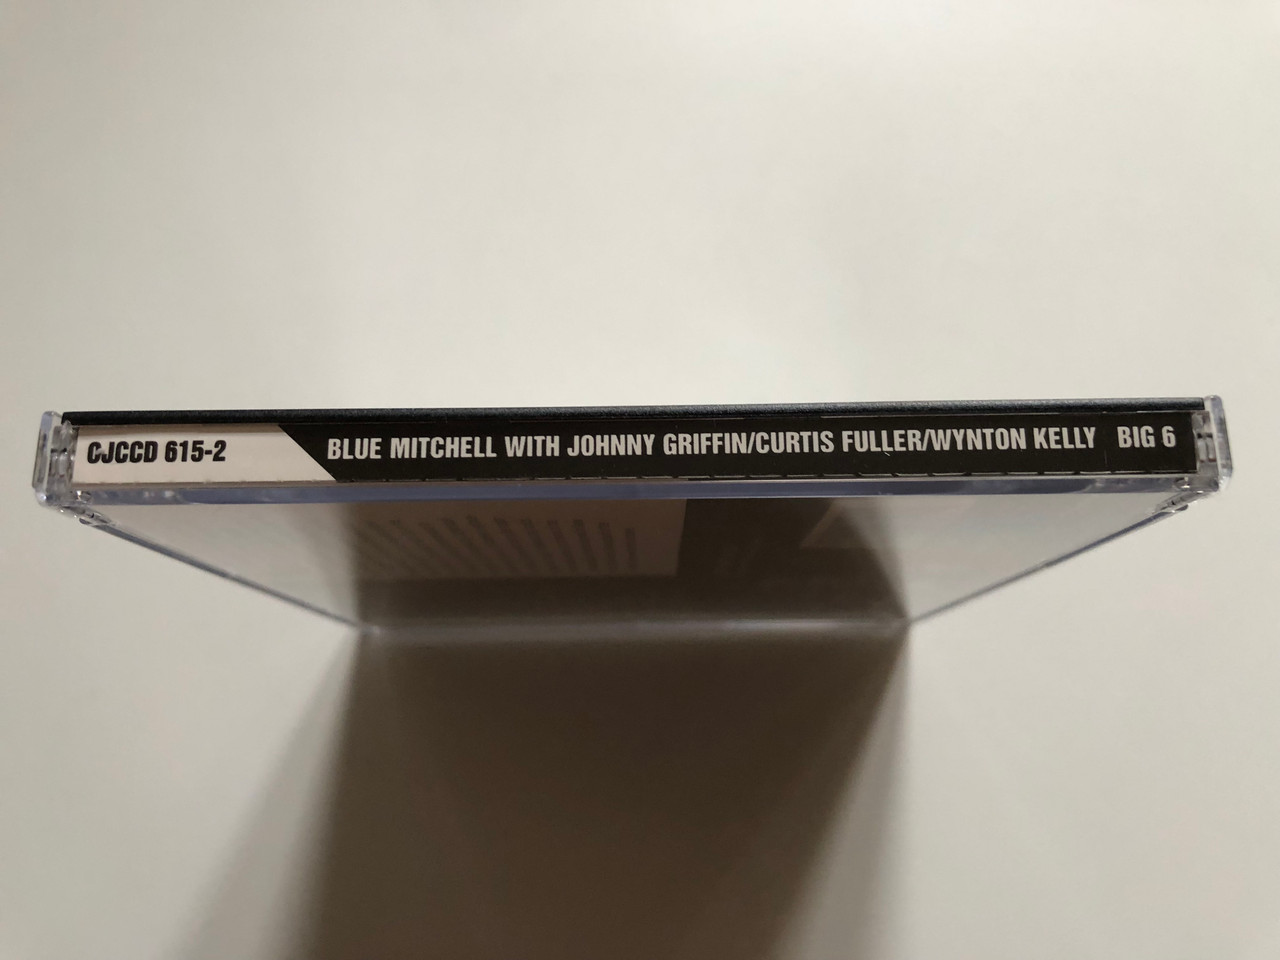 CJCCD 615-2 BLUE MITCHELL WITH JOHNNY GRIFFIN/CURTIS FULLER/WYNTON KELLY BIG 6